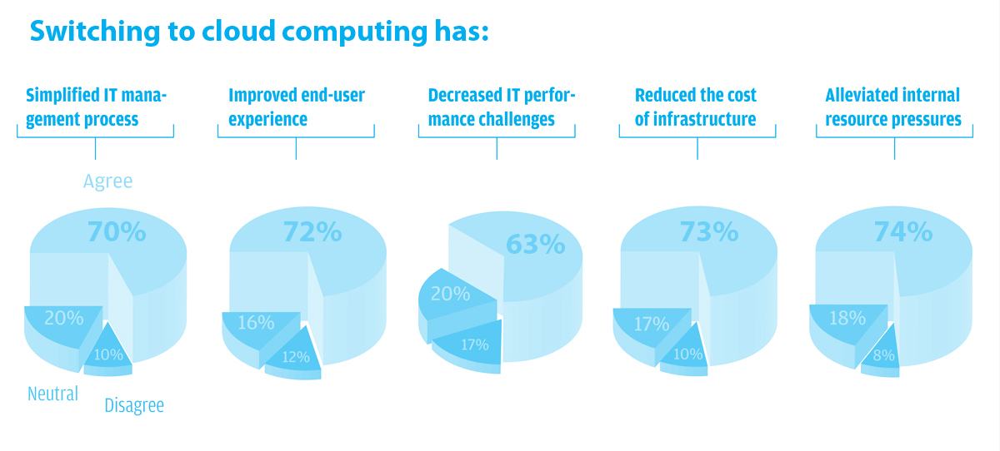 Switching to cloud computing has:
Simplified IT mana-
gement process
Improved end-user
experience
Decreased IT perfor-
mance challenges
Reduced the cost
of infrastructure
Alleviated internal
resource pressures
Agree
70%
20%
10%
Neutral
Disagree
72%
16%
12%
63%
20%
17%
73%
17%
10%
74%
18%
8%